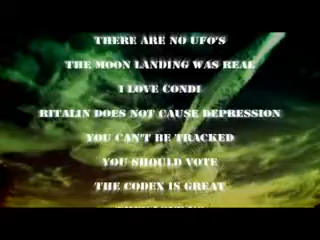 THERE ARE NO UFO'S
THE MOON LANDING WAS REAL
I LOVE CONDI
RITALIN DOES NOT CAUSE DEPRESSION
YOU CAN'T BE TRACKED
YOU SHOULD VOTE
THE CODEX IS GREAT